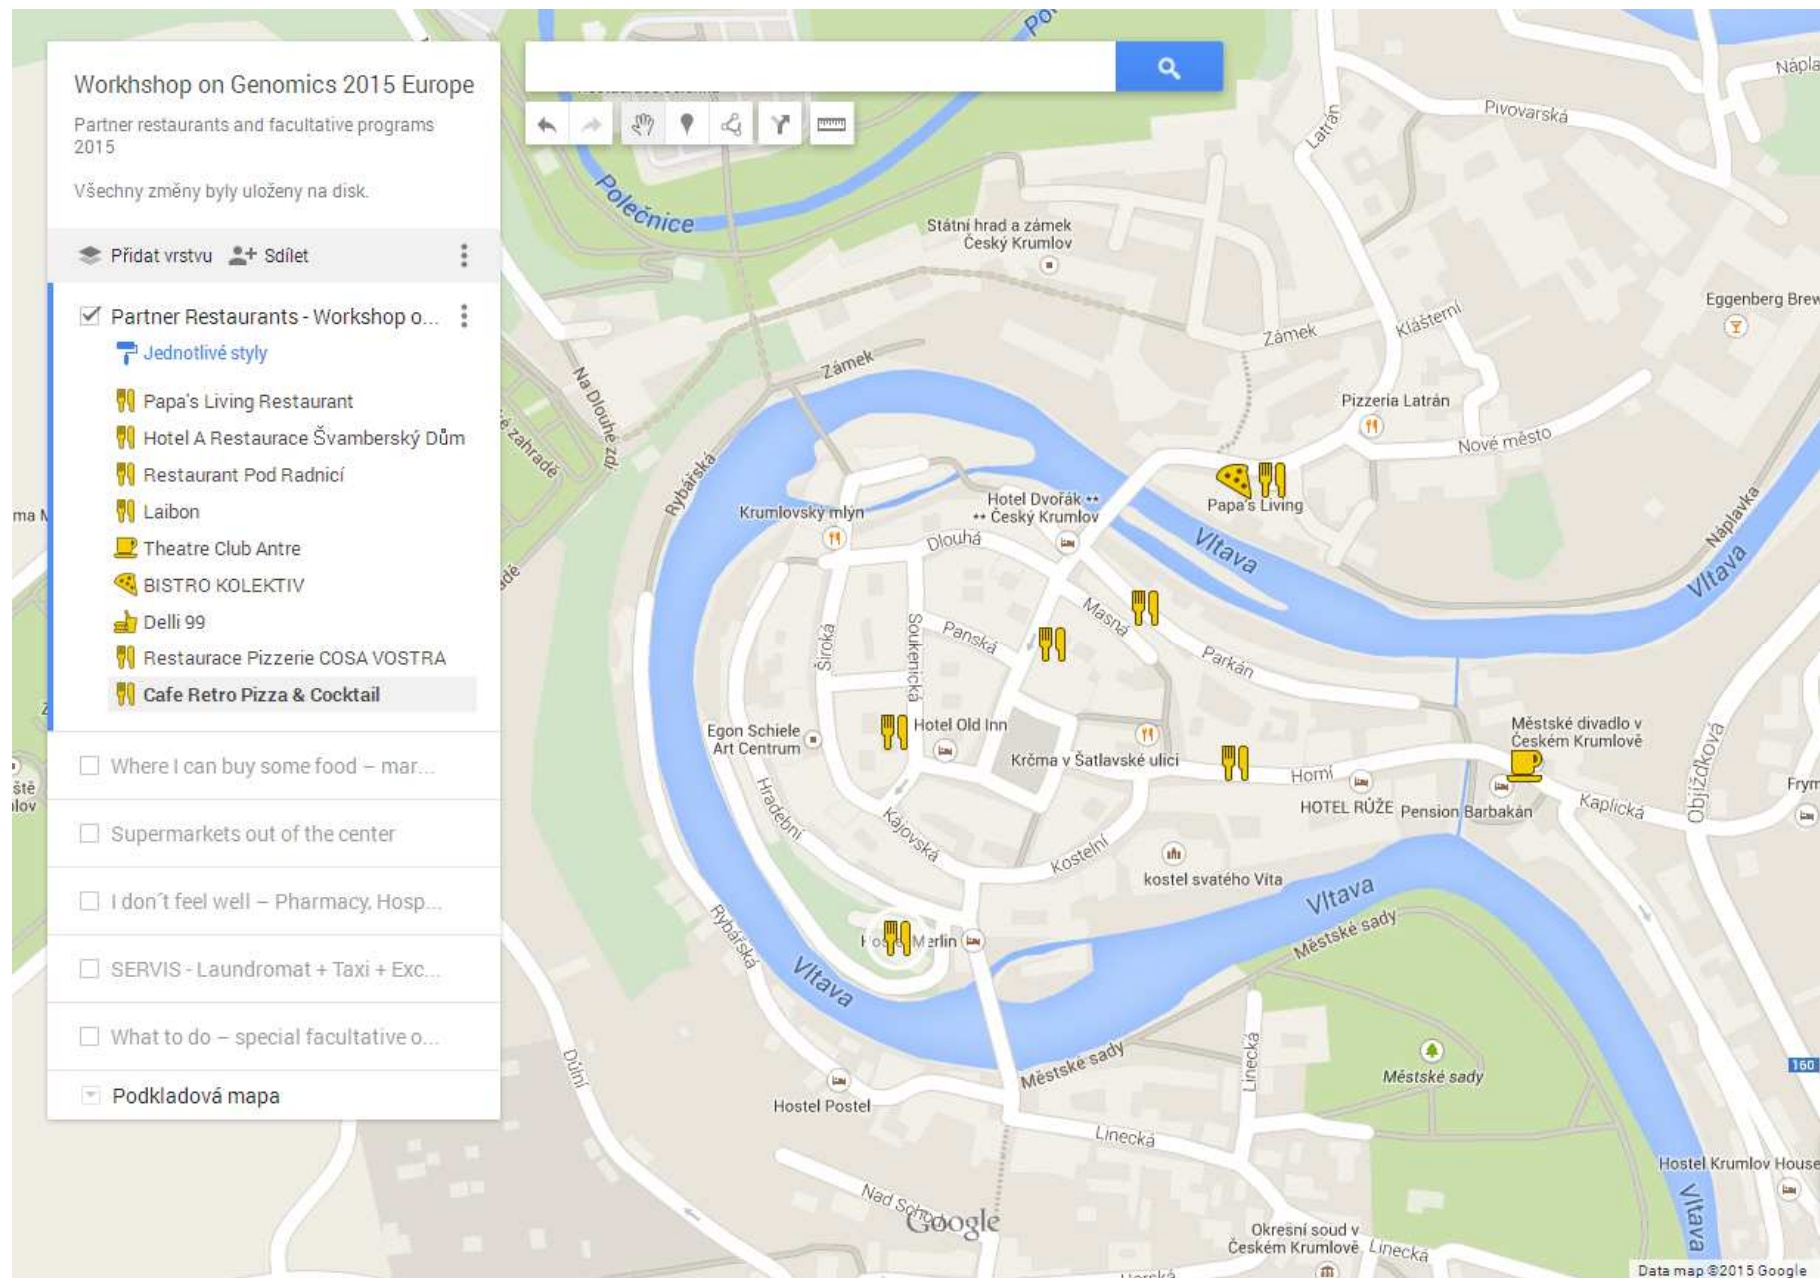 Workhshop on Genomics 2015 Europe
Partner restaurants and facultative programs
2015
Všechny změny byly uloženy na disk.
Přidat vrstvu
Sdílet
Partner Restaurants - Workshop o...
Jednotlivé styly
Papa's Living Restaurant
Hotel A Restaurace Švamberský Dům
Restaurant Pod Radnicí
Laibon
Theatre Club Antre
BISTRO KOLEKTIV
Delli 99
Restaurace Pizzerie COSA VOSTRA
Cafe Retro Pizza & Cocktail
Where I can buy some food – mar...
Supermarkets out of the center
I don´t feel well – Pharmacy, Hosp...
SERVIS - Laundromat + Taxi + Exc...
What to do – special facultative o...
Podkladová mapa
Polečnice
Latrán
Pivovarská
Nápla
Státní hrad a zámek
Český Krumlov
Eggenberg Brew
Zámek
Klášterní
Zámek
Na Dlouhé zdi
zahradě
Pizzeria Latrán
Nové město
Rybářská
Krumlovský mlýn
Hotel Dvořák **
** Český Krumlov
Papa's Living
Náplavka
Vltava
Vltava
Dlouhá
Masná
Panská
Široká
Soukenická
Parkán
Egon Schiele
Art Centrum
Hotel Old Inn
Krčma v Šatlavské ulici
Městské divadlo v
Českém Krumlově
Objížďková
Horní
HOTEL RŮŽE
Pension Barbakán
Kaplická
Frym
Hradební
Kájovská
Kostelní
kostel svatého Víta
Vltava
Městské sady
Rybářská
Merlin
Vltava
Městské sady
Linecká
Městské sady
160
Důlní
Hostel Postel
Linecká
Hostel Krumlov House
Nad
Google
Okresní soud v
Českém Krumlově
Linecká
Vltava
Data map ©2015 Google